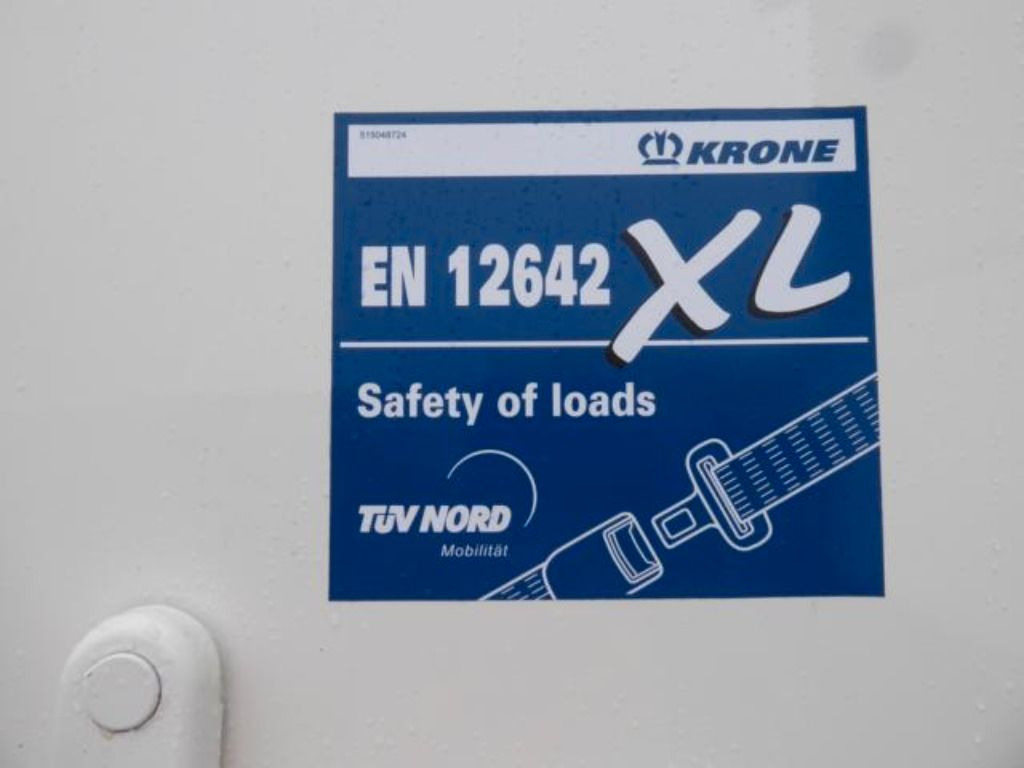 515048724
KRONE
EN 12642 XL
Safety of loads
TÜV NORD
Mobilität